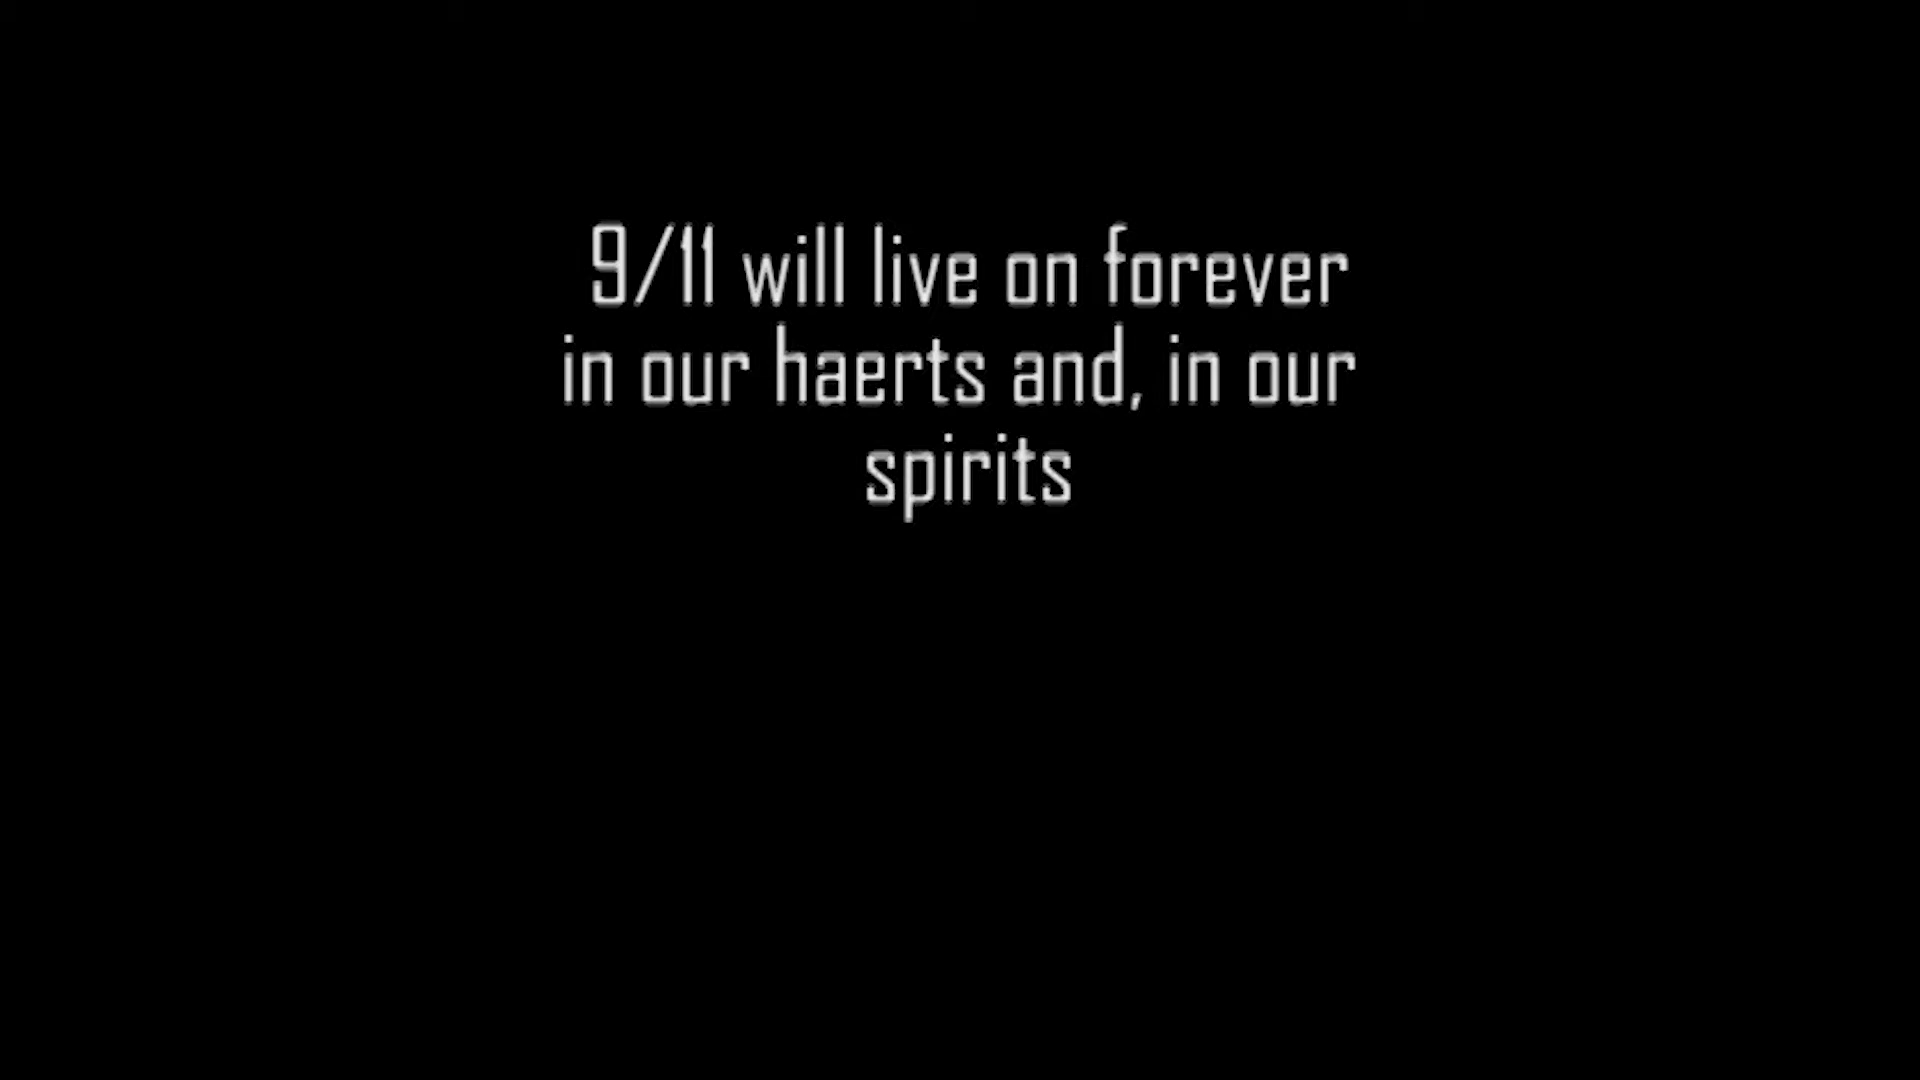 9/11 will live on forever
in our haerts and, in our
spirits